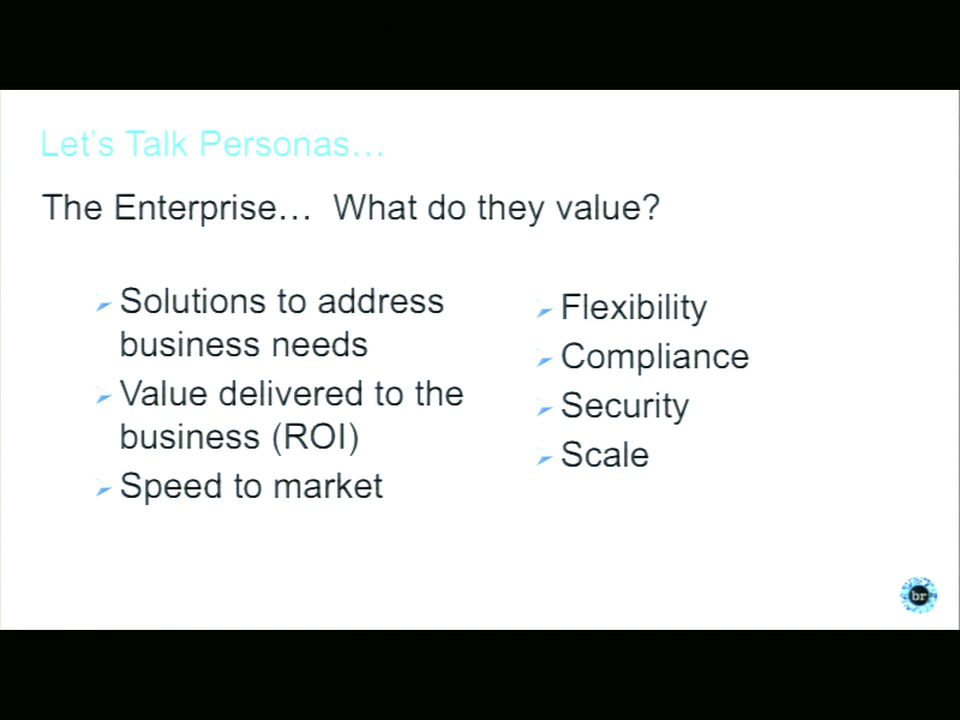 Let’s Talk Personas…
The Enterprise… What do they value?
Solutions to address
business needs
Value delivered to the
business (ROI)
Speed to market
Flexibility
Compliance
Security
Scale
br